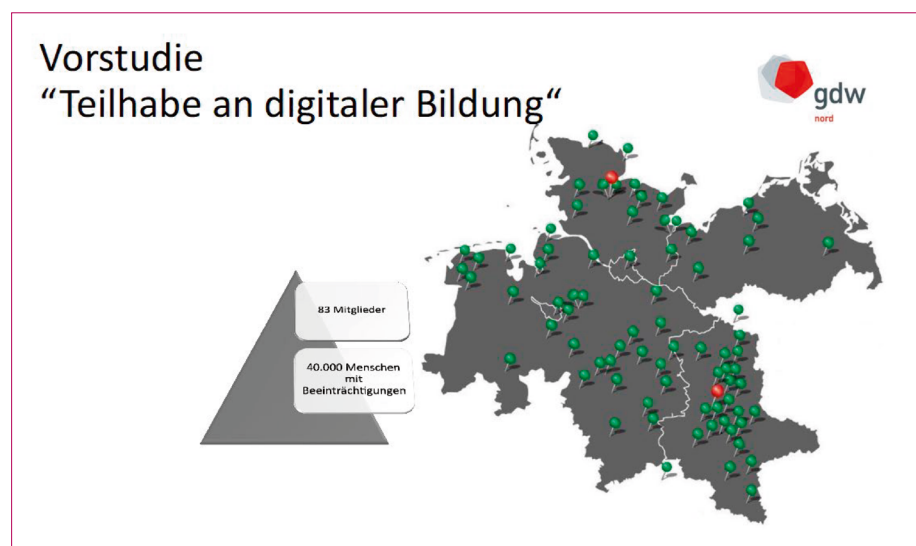 Vorstudie
“Teilhabe an digitaler Bildung“
gdw
nord
83 Mitglieder
40.000 Menschen
mit
Beeinträchtigungen